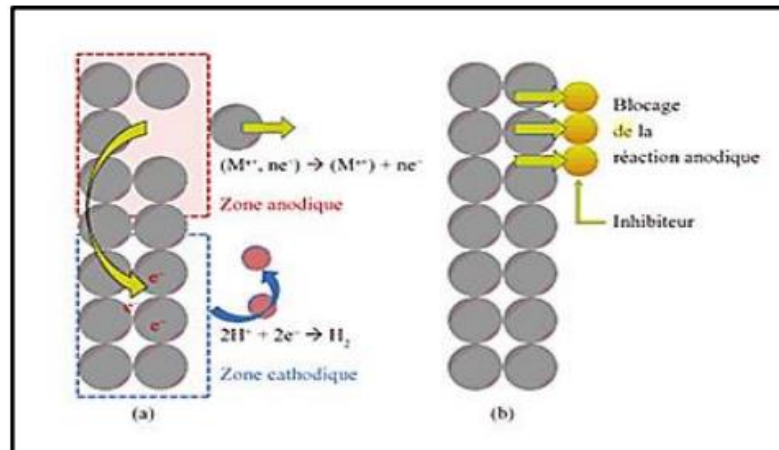 (Mⁿ⁺, ne⁻) → (Mⁿ⁺) + ne⁻
Zone anodique
e⁻
e⁻
e⁻
2H⁺ + 2e⁻ → H₂
Zone cathodique
(a)
Blocage
de la
réaction anodique
Inhibiteur
(b)